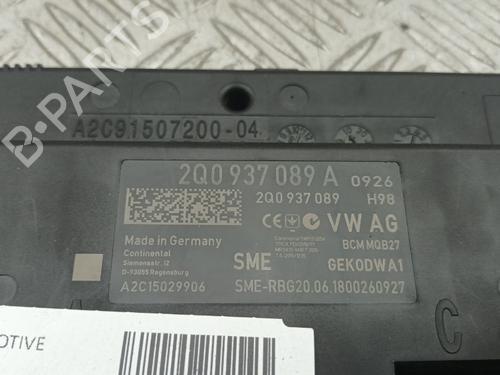 A2C91507200-04
2Q0 937 089 A 0926
2Q0 937 089 H98
CE VW AG
BCM MQB27
Made in Germany
Continental
Siemensstr. 12
D-93055 Regensburg
SME GEKODWA1
A2C15029906 SME-RBG20.06.1800260927
A C
OTIVE
B-PARTS